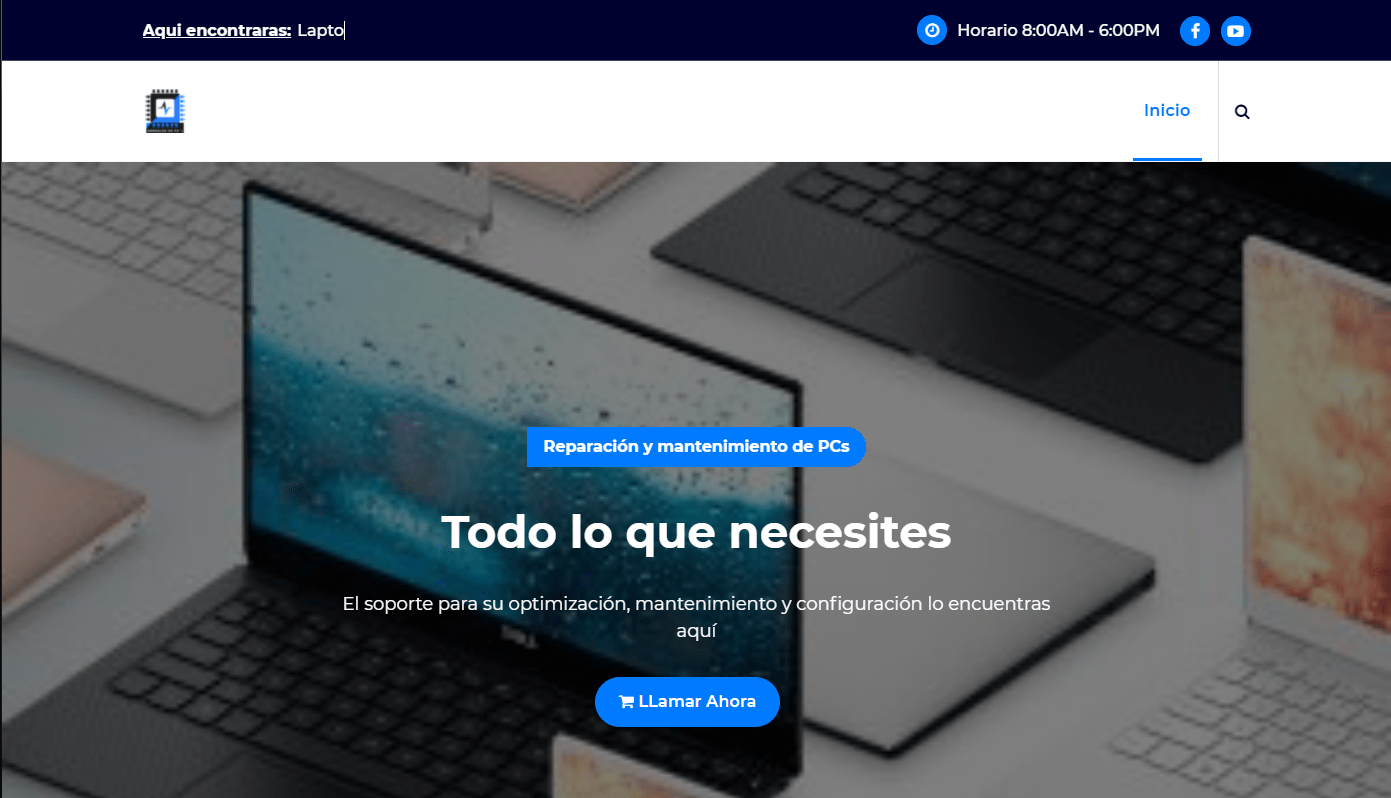 Aqui encontraras: Lapto
Horario 8:00AM - 6:00PM
Inicio
Reparación y mantenimiento de PCs
Todo lo que necesites
El soporte para su optimización, mantenimiento y configuración lo encuentras
aquí
DELL
LLamar Ahora